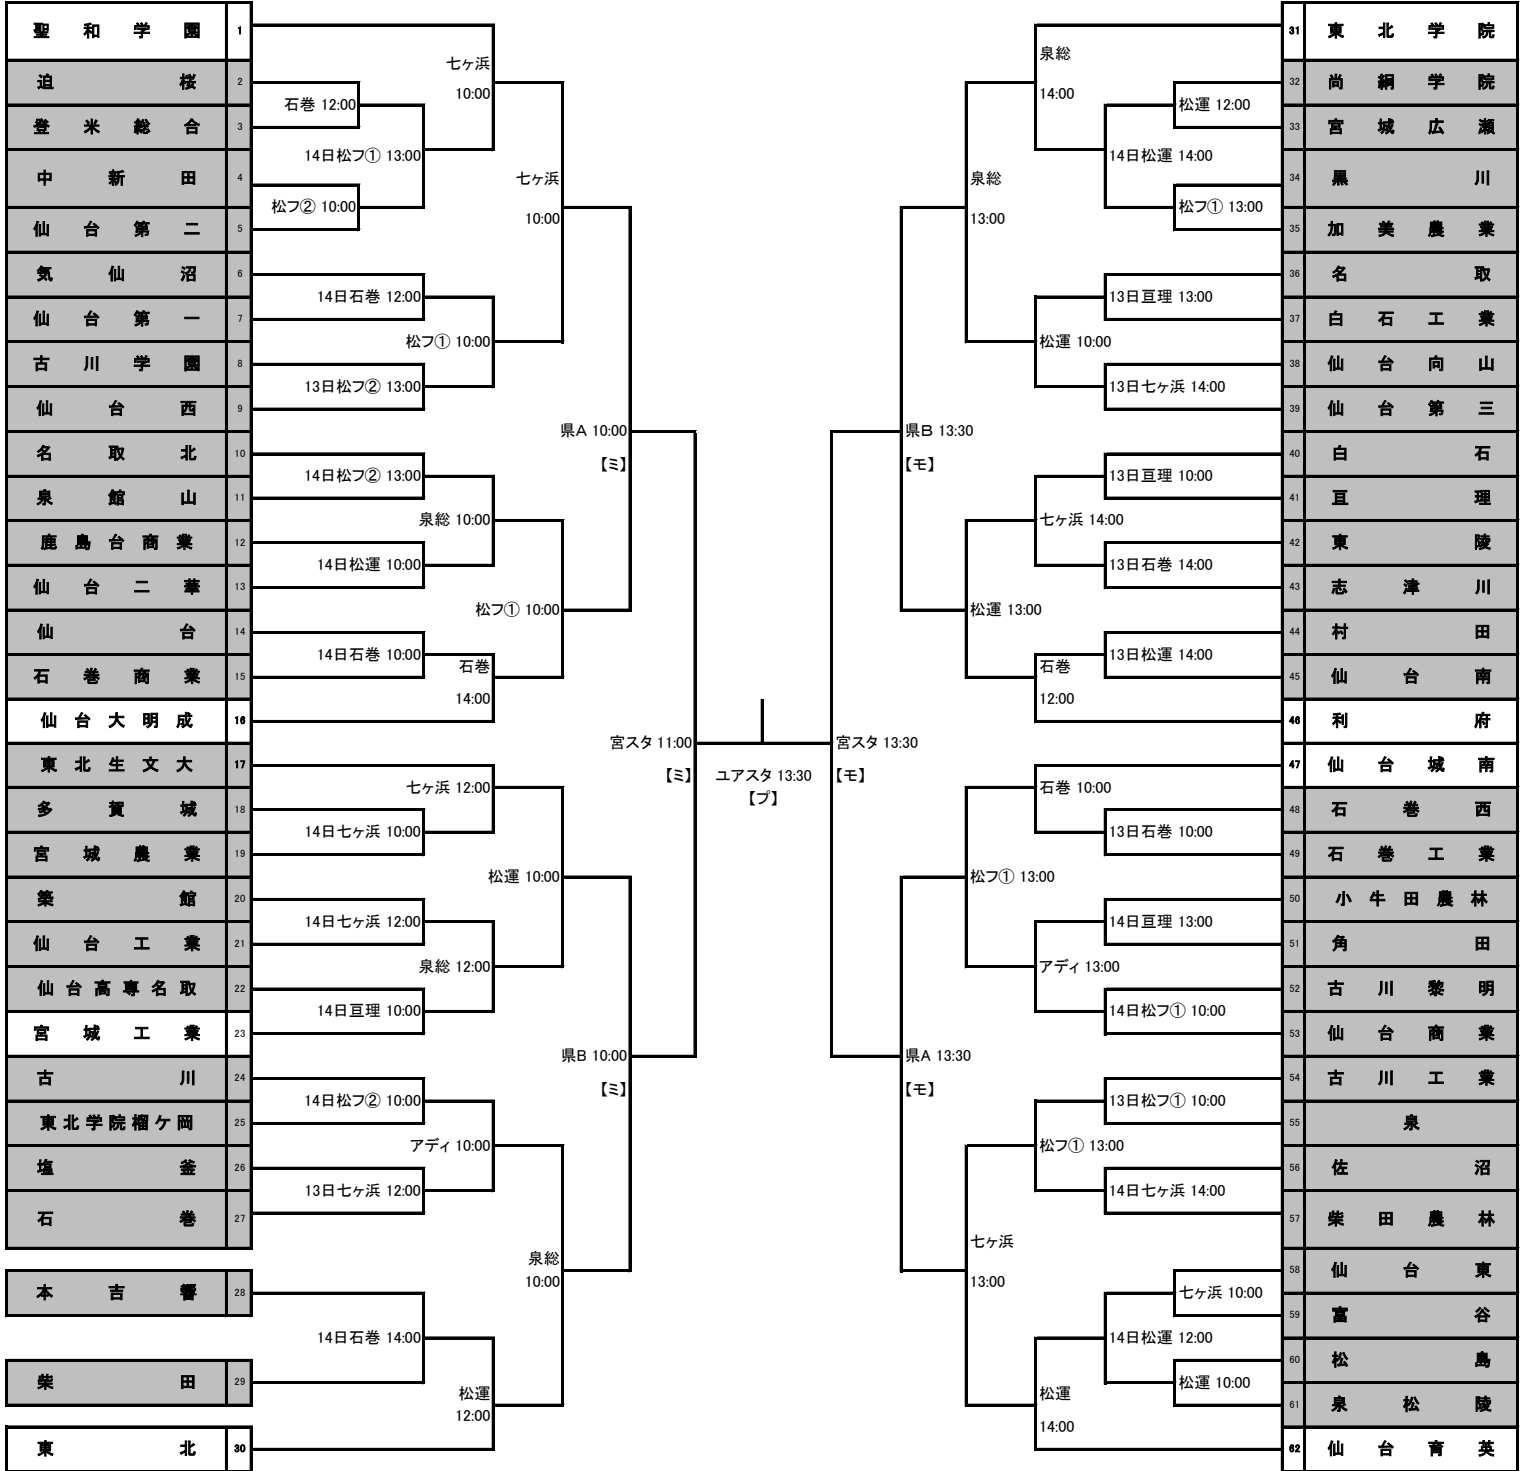 聖和学園 1
迫桜 2
登米総合 3
中新田 4
仙台第二 5
気仙沼 6
仙台第一 7
古川学園 8
仙台西 9
名取北 10
泉館山 11
鹿島台商業 12
仙台二華 13
仙台 14
石巻商業 15
仙台大明成 16
東北生文大 17
多賀城 18
宮城農業 19
築館 20
仙台工業 21
仙台高専名取 22
宮城工業 23
古川 24
東北学院榴ケ岡 25
塩釜 26
石巻 27
本吉響 28
柴田 29
東北 30
石巻 12:00
松フ② 10:00
14日松フ① 13:00
14日石巻 12:00
13日松フ② 13:00
14日松フ② 13:00
14日松運 10:00
14日石巻 10:00
14日七ヶ浜 10:00
14日七ヶ浜 12:00
14日亘理 10:00
14日松フ② 10:00
13日七ヶ浜 12:00
14日石巻 14:00
七ヶ浜
10:00
松フ① 10:00
泉総 10:00
石巻
14:00
七ヶ浜 12:00
泉総 12:00
アディ 10:00
松運
12:00
七ヶ浜
10:00
松フ① 10:00
松運 10:00
泉総
10:00
県A 10:00
【ミ】
県B 10:00
【ミ】
宮スタ 11:00
【ミ】
ユアスタ 13:30
【プ】
宮スタ 13:30
【モ】
県B 13:30
【モ】
県A 13:30
【モ】
泉総
13:00
松運 13:00
松フ① 13:00
七ヶ浜
13:00
泉総
14:00
松運 10:00
七ヶ浜 14:00
石巻
12:00
石巻 10:00
アディ 13:00
松フ① 13:00
松運
14:00
松運 12:00
松フ① 13:00
14日松運 14:00
13日亘理 13:00
13日七ヶ浜 14:00
13日亘理 10:00
13日石巻 14:00
13日松運 14:00
13日石巻 10:00
14日亘理 13:00
14日松フ① 10:00
13日松フ① 10:00
14日七ヶ浜 14:00
七ヶ浜 10:00
14日松運 12:00
松運 10:00
31 東北学院
32 尚絅学院
33 宮城広瀬
34 黒川
35 加美農業
36 名取
37 白石工業
38 仙台向山
39 仙台第三
40 白石
41 亘理
42 東陵
43 志津川
44 村田
45 仙台南
46 利府
47 仙台城南
48 石巻西
49 石巻工業
50 小牛田農林
51 角田
52 古川黎明
53 仙台商業
54 古川工業
55 泉
56 佐沼
57 柴田農林
58 仙台東
59 富谷
60 松島
61 泉松陵
62 仙台育英